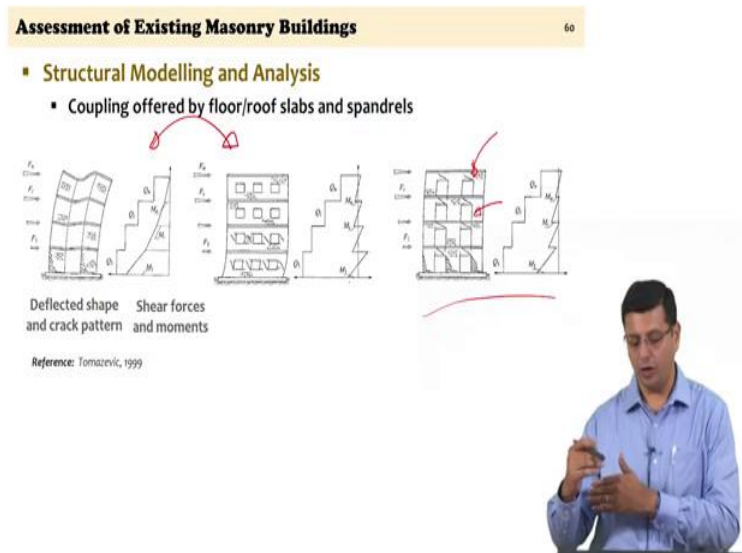 Assessment of Existing Masonry Buildings
60
▪ Structural Modelling and Analysis
▪ Coupling offered by floor/roof slabs and spandrels
Deflected shape
and crack pattern
Shear forces
and moments
Reference: Tomazevic, 1999